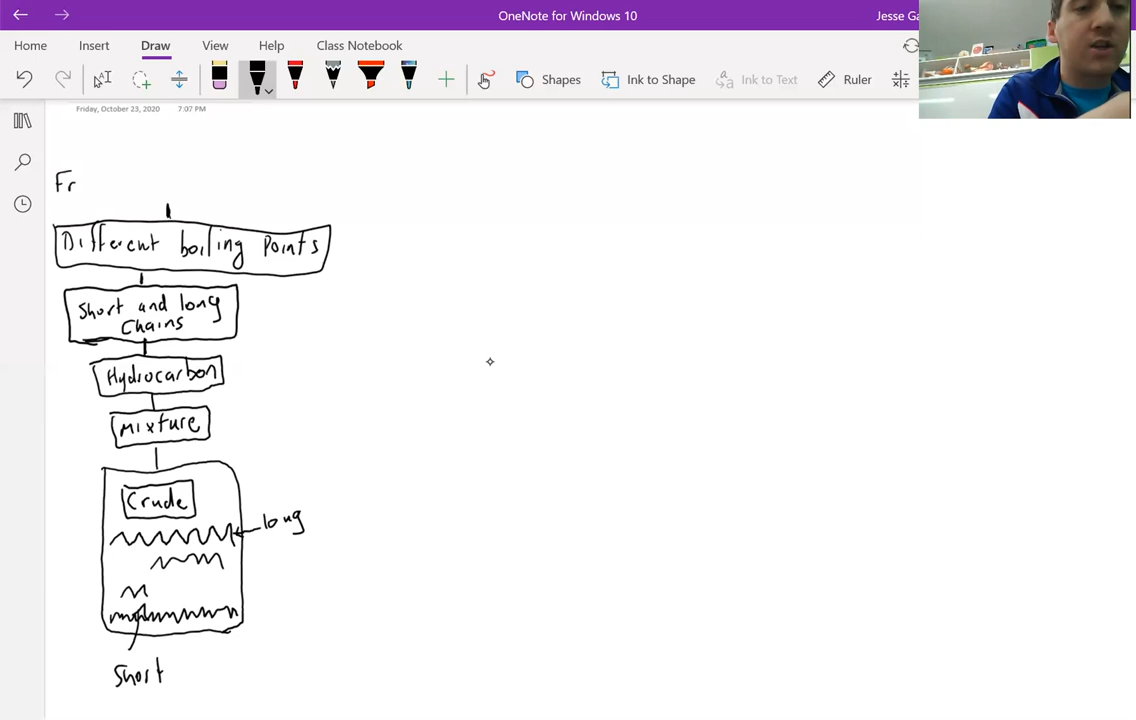 OneNote for Windows 10
Jesse Ga
Home Insert Draw View Help Class Notebook
Shapes Ink to Shape Ink to Text Ruler
Friday, October 23, 2020 7:07 PM
Fr
Different boiling Points
Short and long
Chains
Hydrocarbon
Mixture
Crude
long
Short